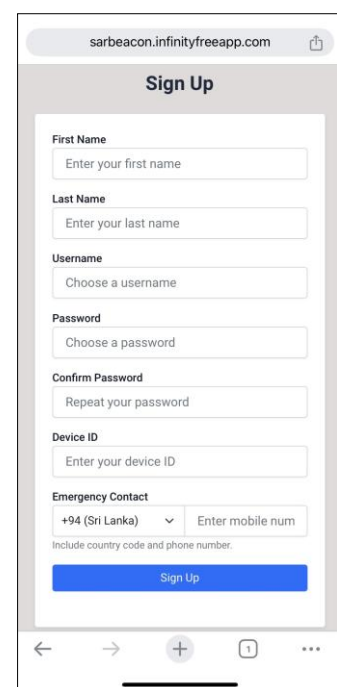 sarbeacon.infinityfreeapp.com
Sign Up
First Name
Enter your first name
Last Name
Enter your last name
Username
Choose a username
Password
Choose a password
Confirm Password
Repeat your password
Device ID
Enter your device ID
Emergency Contact
+94 (Sri Lanka) Enter mobile num
Include country code and phone number.
Sign Up
1